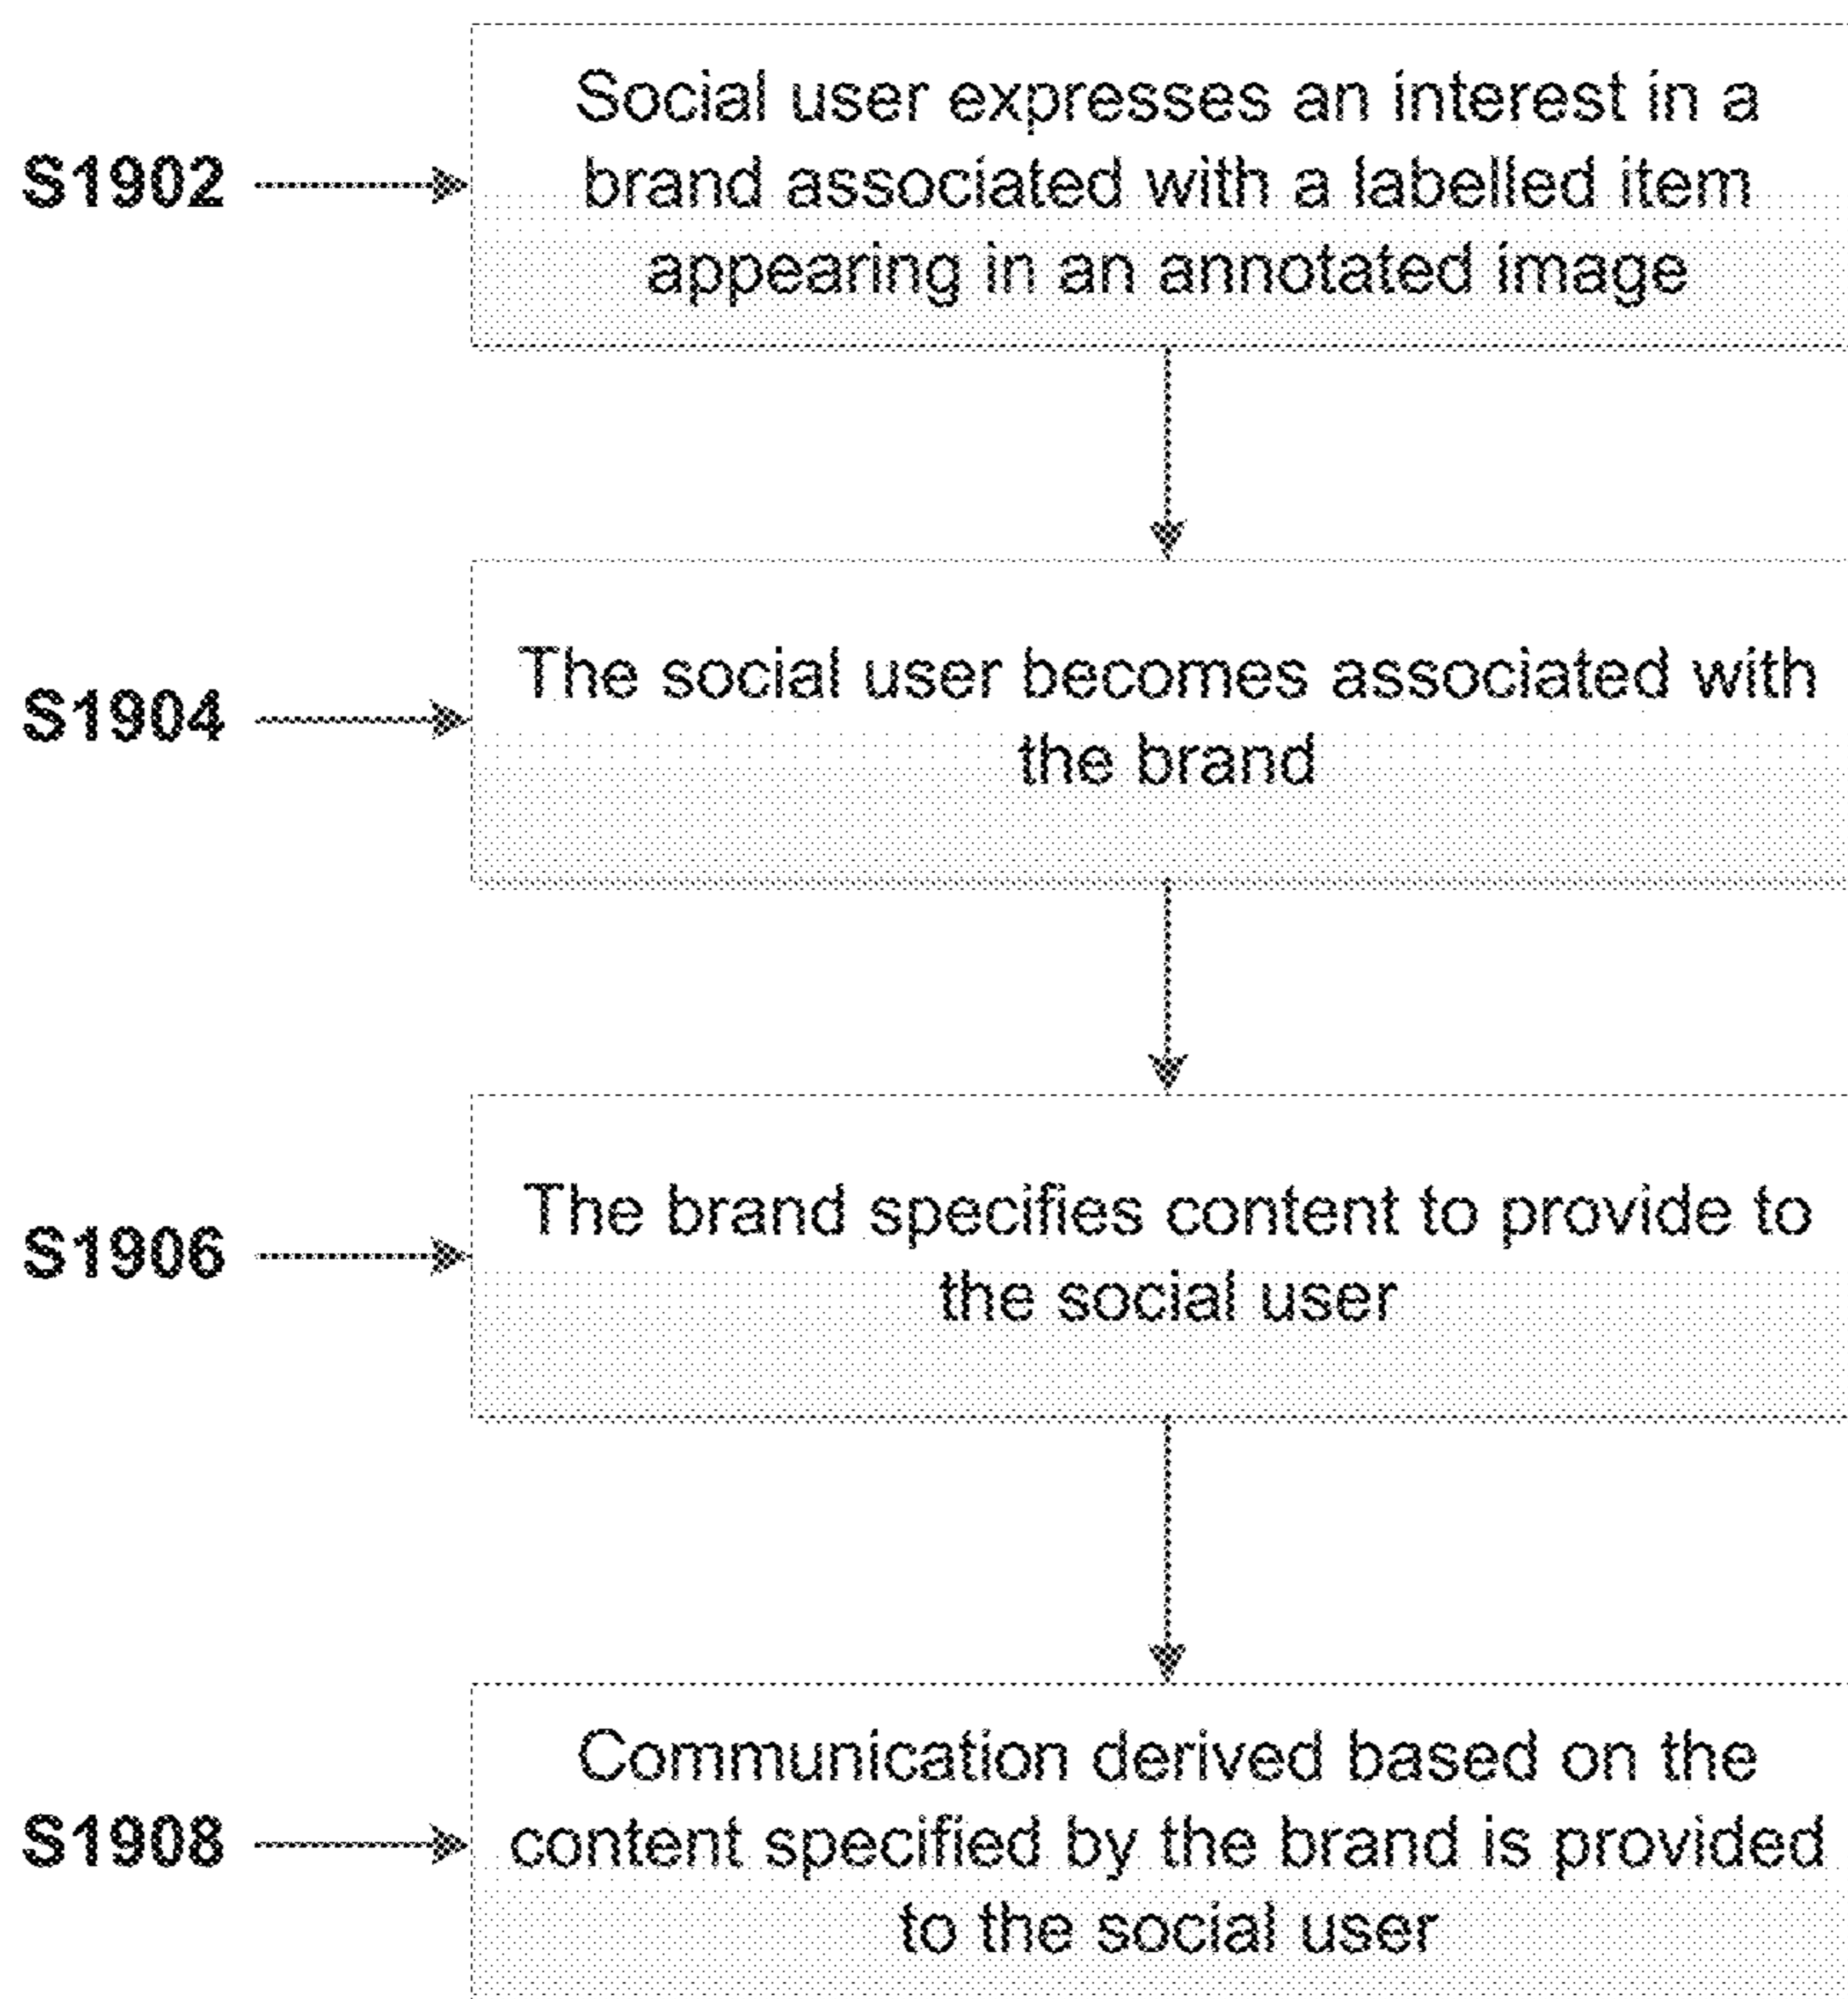 Social user expresses an interest in a
S1902
brand associated with a labelled item
appearing in an annotated image
The social user becomes associated with
S1904
the brand
The brand specifies content to provide to
S1906
the social user
Communication derived based on the
S1908
content specified by the brand is provided
to the social user